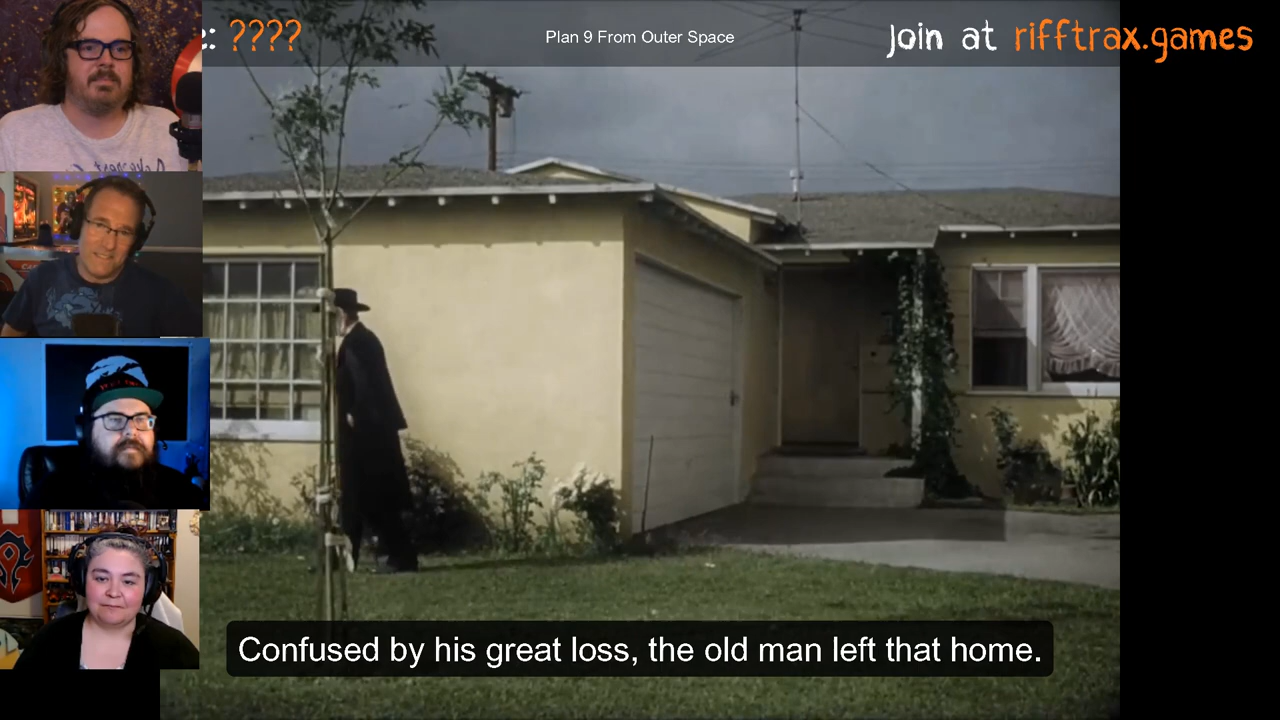 : ????
Plan 9 From Outer Space
Join at rifftrax.games
Confused by his great loss, the old man left that home.